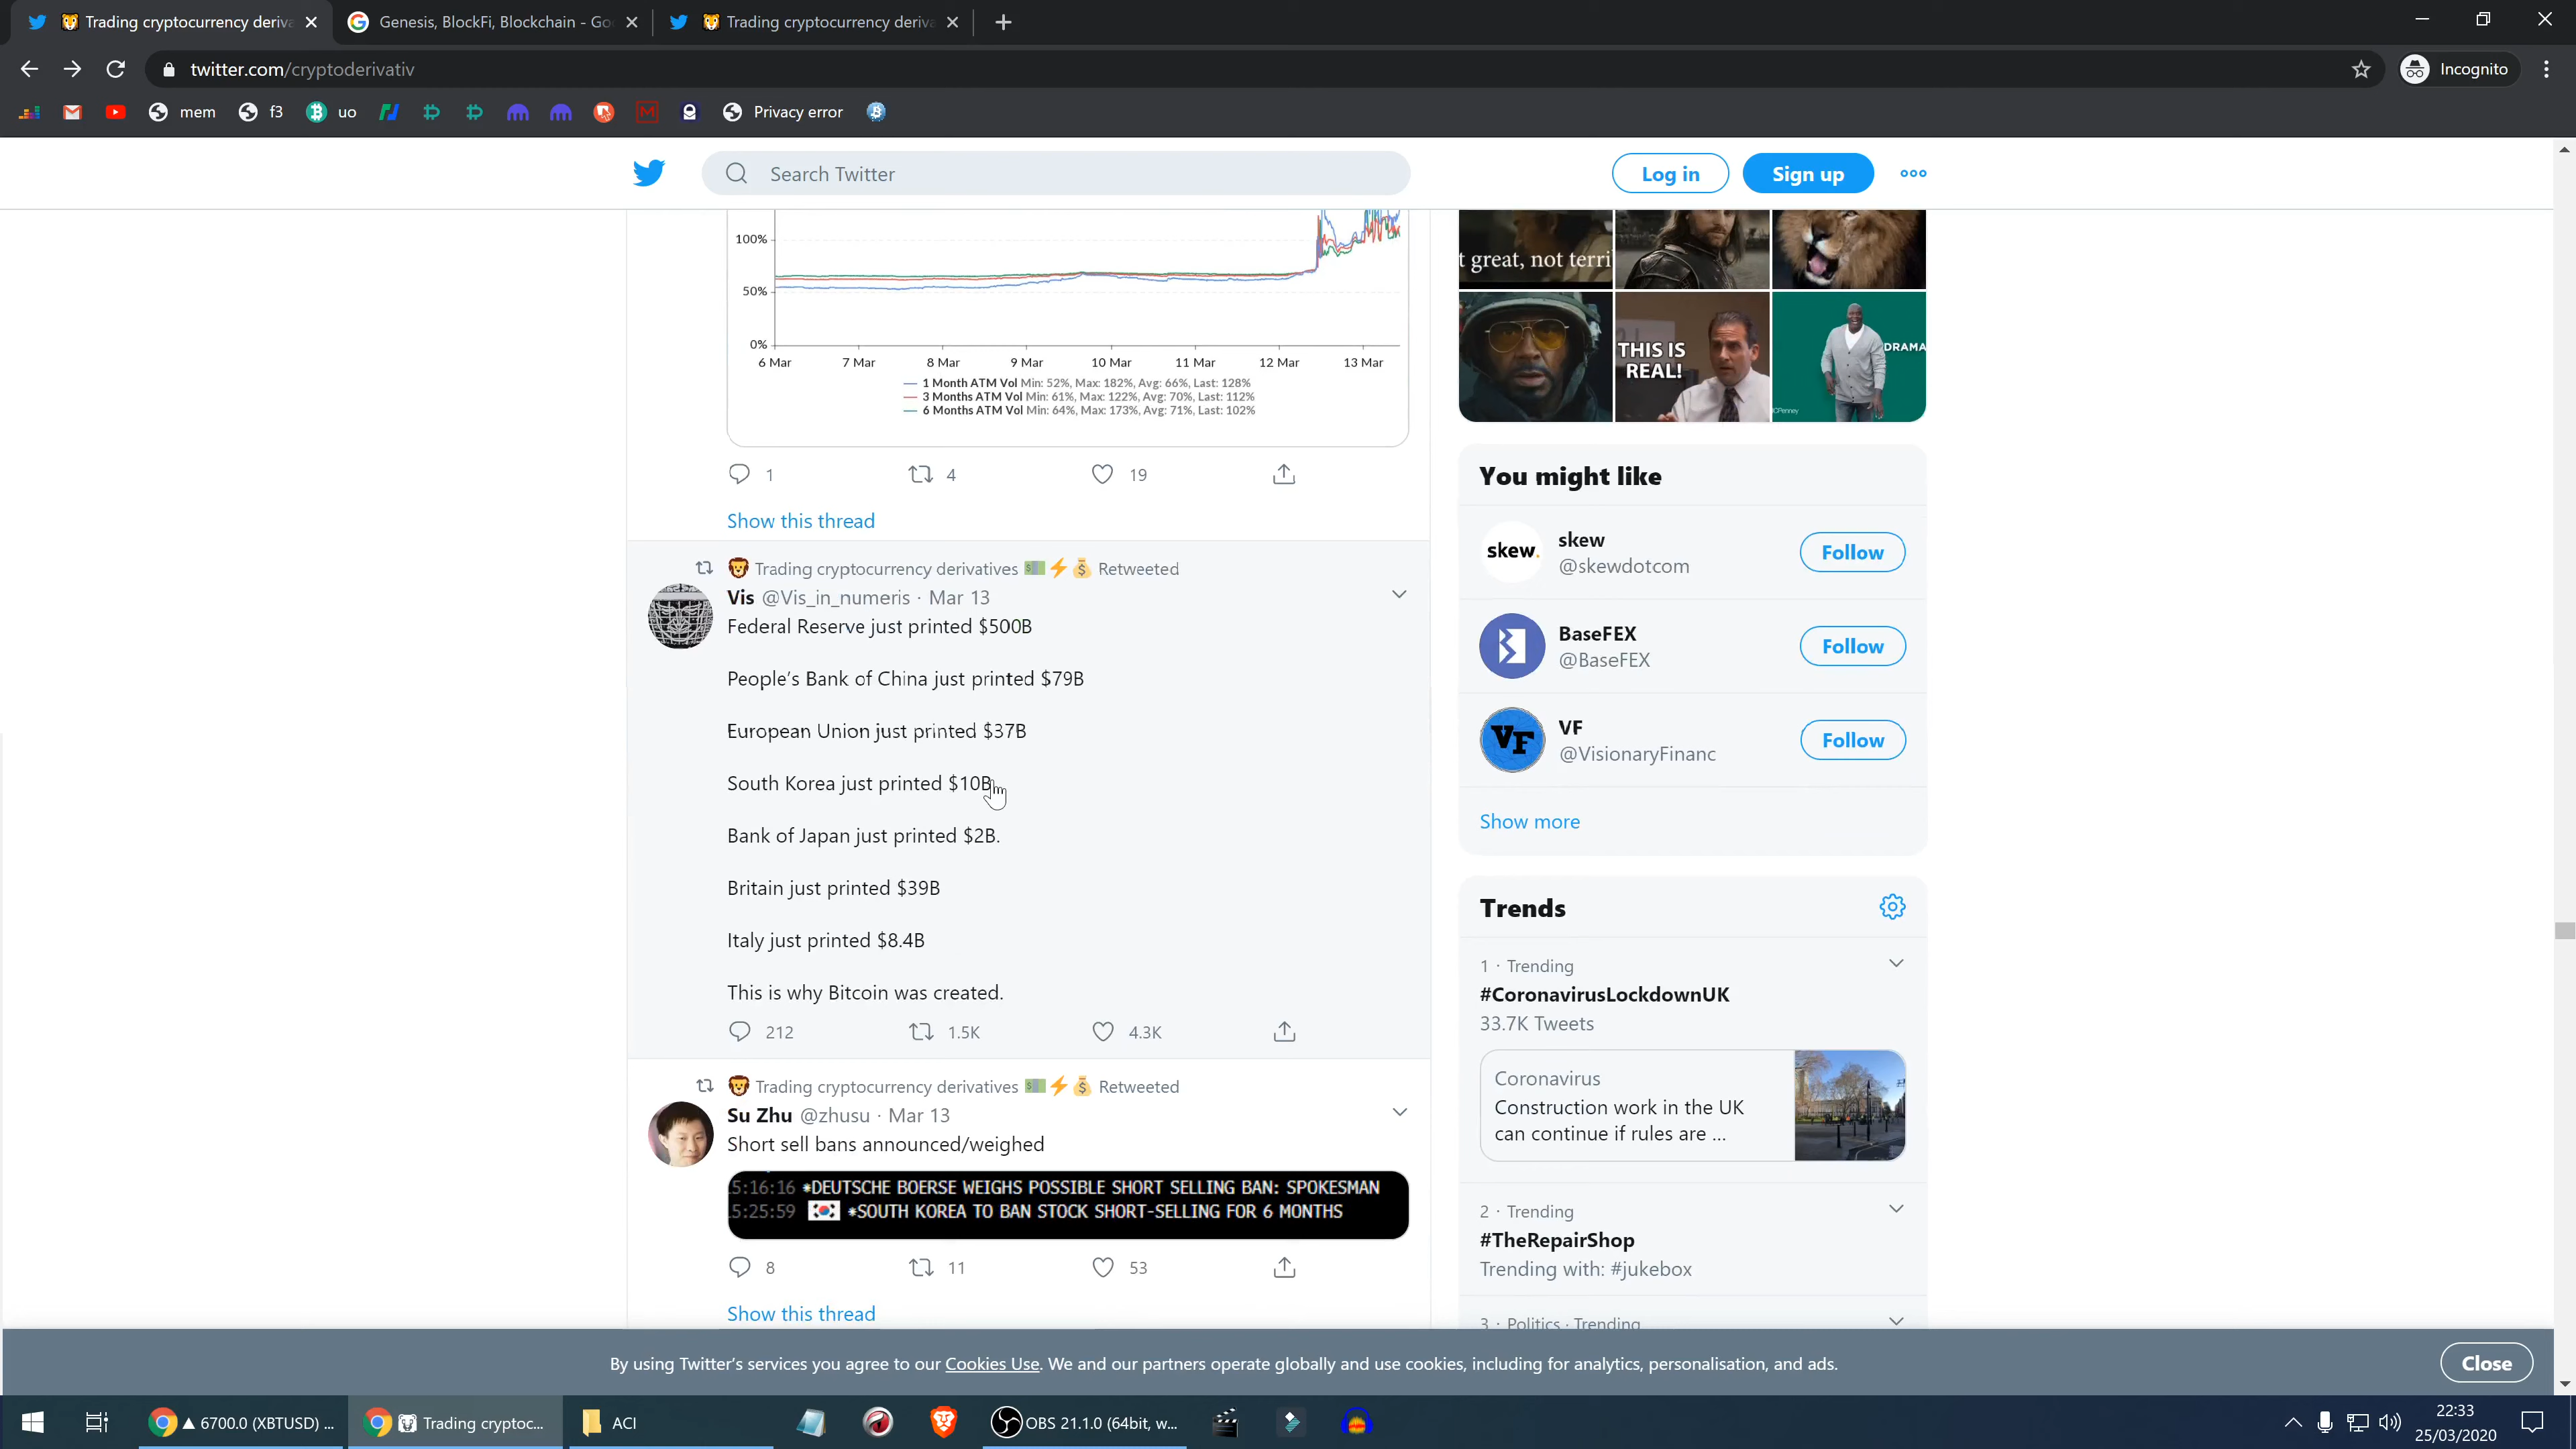 Trading cryptocurrency deriva
Genesis, BlockFi, Blockchain - Go
Trading cryptocurrency deriva
twitter.com/cryptoderivativ
Incognito
mem
f3
uo
Privacy error
Search Twitter
Log in
Sign up
100%
50%
0%
6 Mar 7 Mar 8 Mar 9 Mar 10 Mar 11 Mar 12 Mar 13 Mar
1 Month ATM Vol Min: 52%, Max: 182%, Avg: 66%, Last: 128%
3 Months ATM Vol Min: 61%, Max: 122%, Avg: 70%, Last: 112%
6 Months ATM Vol Min: 64%, Max: 173%, Avg: 71%, Last: 102%
1 4 19
Show this thread
Trading cryptocurrency derivatives 💵⚡💰 Retweeted
Vis @Vis_in_numeris · Mar 13
Federal Reserve just printed $500B
People’s Bank of China just printed $79B
European Union just printed $37B
South Korea just printed $10B
Bank of Japan just printed $2B.
Britain just printed $39B
Italy just printed $8.4B
This is why Bitcoin was created.
212 1.5K 4.3K
Trading cryptocurrency derivatives 💵⚡💰 Retweeted
Su Zhu @zhusu · Mar 13
Short sell bans announced/weighed
5:16:16 *DEUTSCHE BOERSE WEIGHS POSSIBLE SHORT SELLING BAN: SPOKESMAN
5:25:59 🇰🇷 *SOUTH KOREA TO BAN STOCK SHORT-SELLING FOR 6 MONTHS
8 11 53
Show this thread
t great, not terri
THIS IS
REAL!
DRAMA
CPenney
You might like
skew.
skew
@skewdotcom
Follow
BaseFEX
@BaseFEX
Follow
VF
VF
@VisionaryFinanc
Follow
Show more
Trends
1 · Trending
#CoronavirusLockdownUK
33.7K Tweets
Coronavirus
Construction work in the UK
can continue if rules are ...
2 · Trending
#TheRepairShop
Trending with: #jukebox
3 · Politics · Trending
By using Twitter’s services you agree to our Cookies Use. We and our partners operate globally and use cookies, including for analytics, personalisation, and ads.
Close
▲ 6700.0 (XBTUSD) ...
Trading cryptoc...
ACI
OBS 21.1.0 (64bit, w...
22:33
25/03/2020